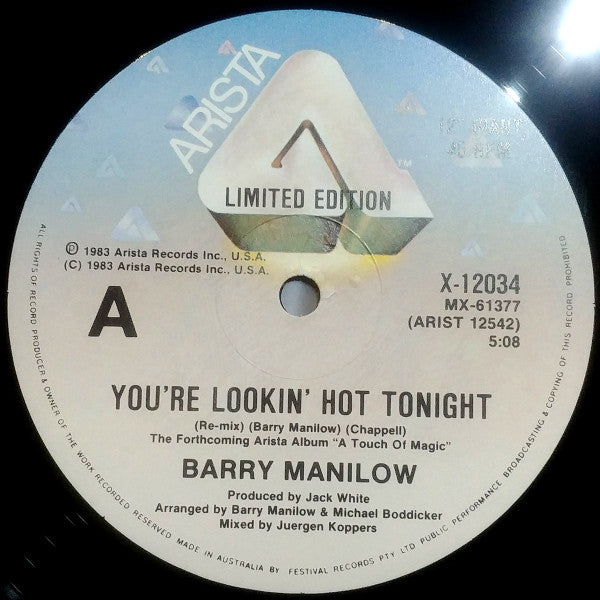 ARISTA
TM
LIMITED EDITION
℗ 1983 Arista Records Inc., U.S.A.
(C) 1983 Arista Records Inc., U.S.A.
A
X-12034
MX-61377
(ARIST 12542)
5:08
YOU'RE LOOKIN' HOT TONIGHT
(Re-mix) (Barry Manilow) (Chappell)
The Forthcoming Arista Album "A Touch Of Magic"
BARRY MANILOW
Produced by Jack White
Arranged by Barry Manilow & Michael Boddicker
Mixed by Juergen Koppers
ALL RIGHTS OF RECORD PRODUCER & OWNER OF THE WORK RECORDED RESERVED MADE IN AUSTRALIA BY FESTIVAL RECORDS PTY LTD PUBLIC PERFORMANCE BROADCASTING & COPYING OF THIS RECORD PROHIBITED